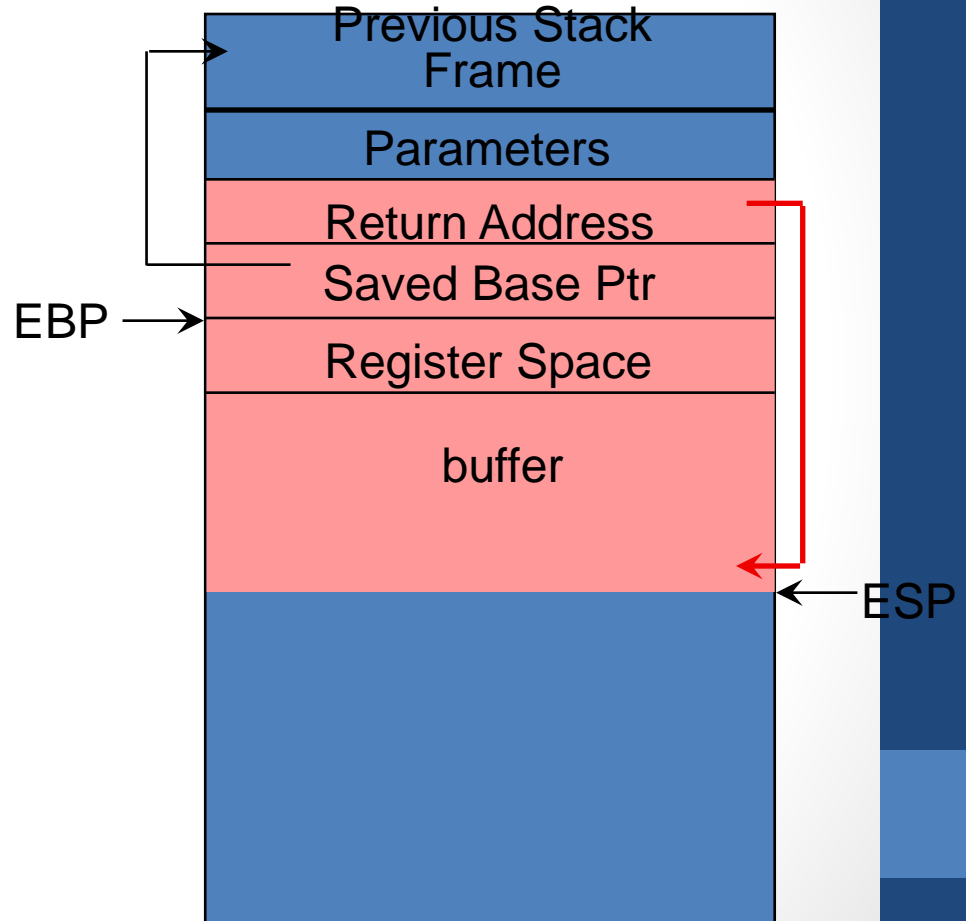 Previous Stack
Frame
Parameters
Return Address
Saved Base Ptr
EBP
Register Space
buffer
ESP